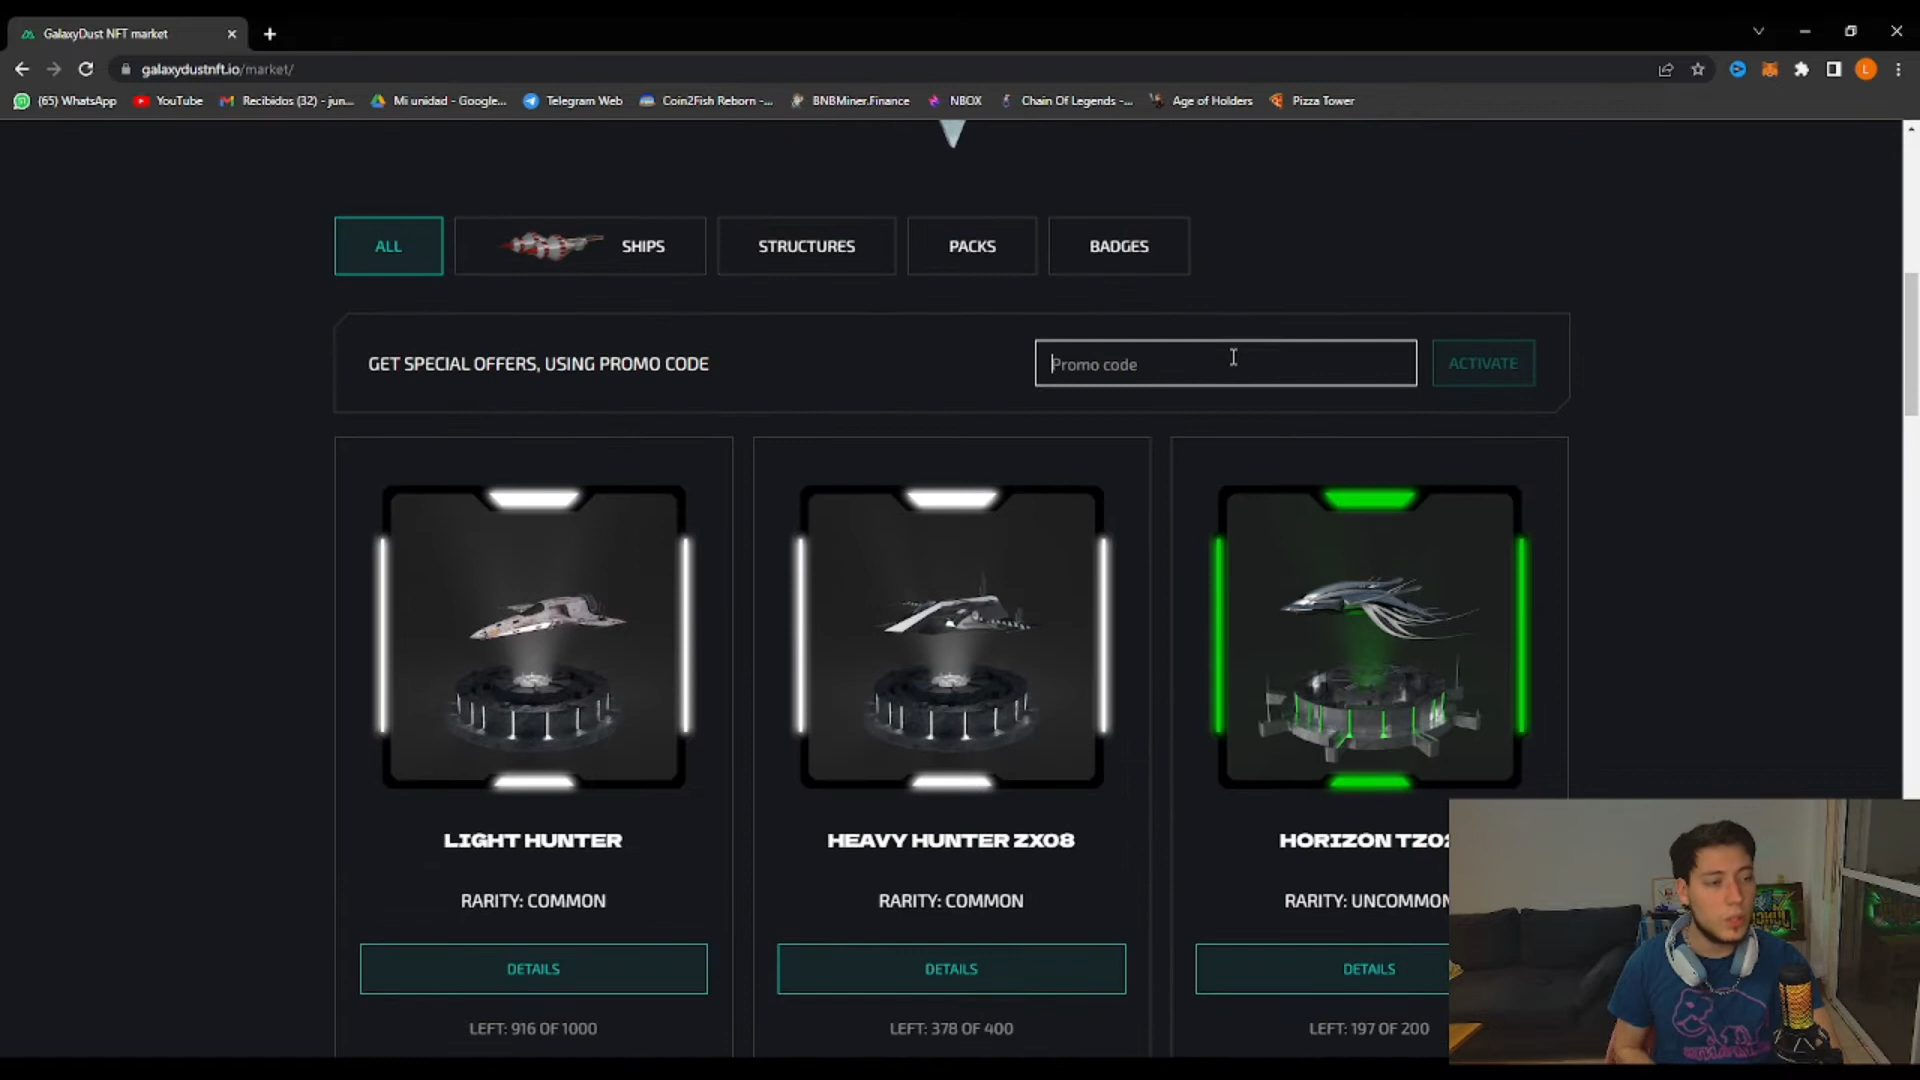 GalaxyDust NFT market
galaxydustnft.io/market/
(65) WhatsApp YouTube Recibidos (32) - jun... Mi unidad - Google... Telegram Web Coin2Fish Reborn -... BNBMiner.Finance NBOX Chain Of Legends -... Age of Holders Pizza Tower
L
ALL SHIPS STRUCTURES PACKS BADGES
GET SPECIAL OFFERS, USING PROMO CODE Promo code ACTIVATE
LIGHT HUNTER HEAVY HUNTER ZX08 HORIZON TZ02
RARITY: COMMON RARITY: COMMON RARITY: UNCOMMON
DETAILS DETAILS DETAILS
LEFT: 916 OF 1000 LEFT: 378 OF 400 LEFT: 197 OF 200